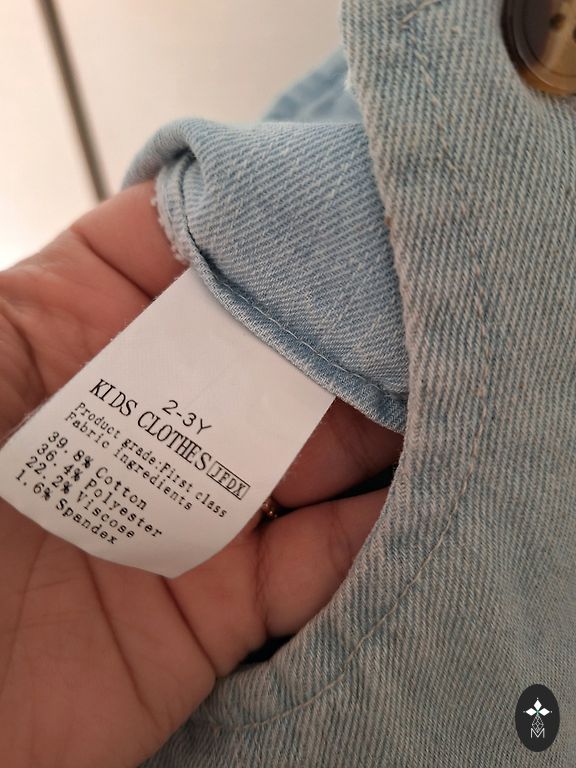 2-3Y
KIDS CLOTHES JFDX
Product grade:First class
Fabric ingredients
39.8% Cotton
36.4% Polyester
22.2% Viscose
1.6% Spandex
M